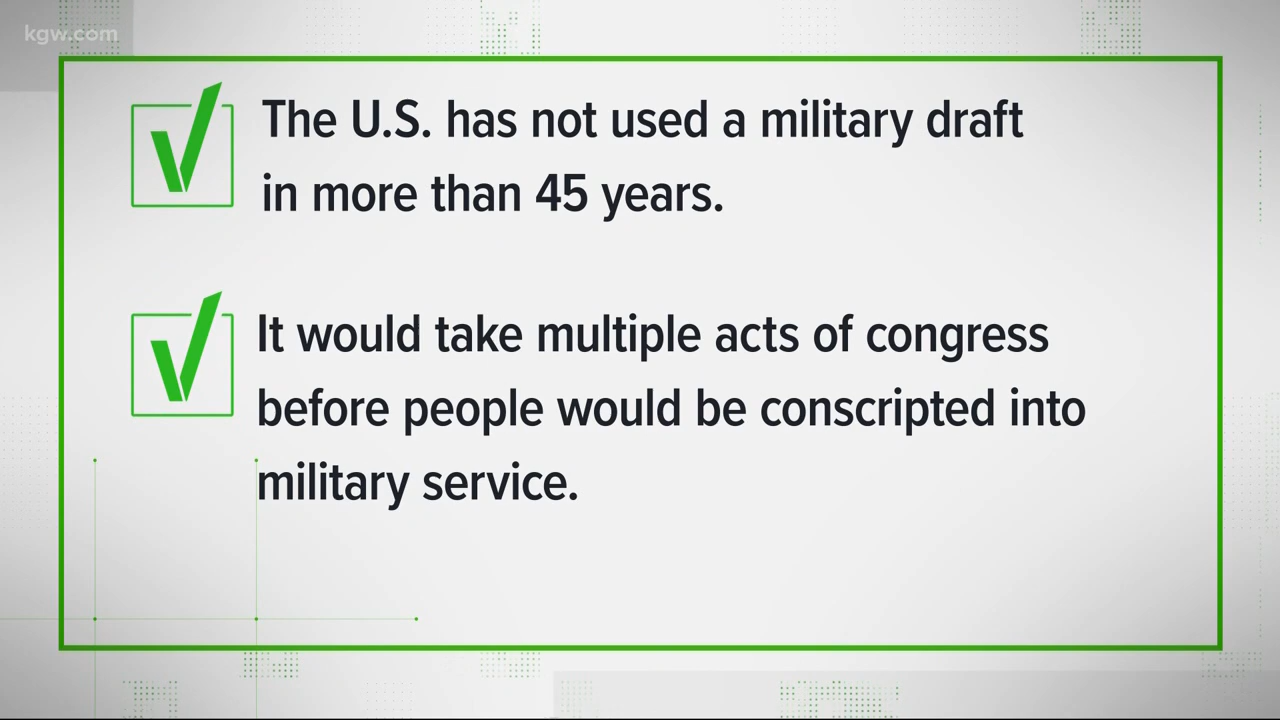 kgw.com
The U.S. has not used a military draft
in more than 45 years.
It would take multiple acts of congress
before people would be conscripted into
military service.